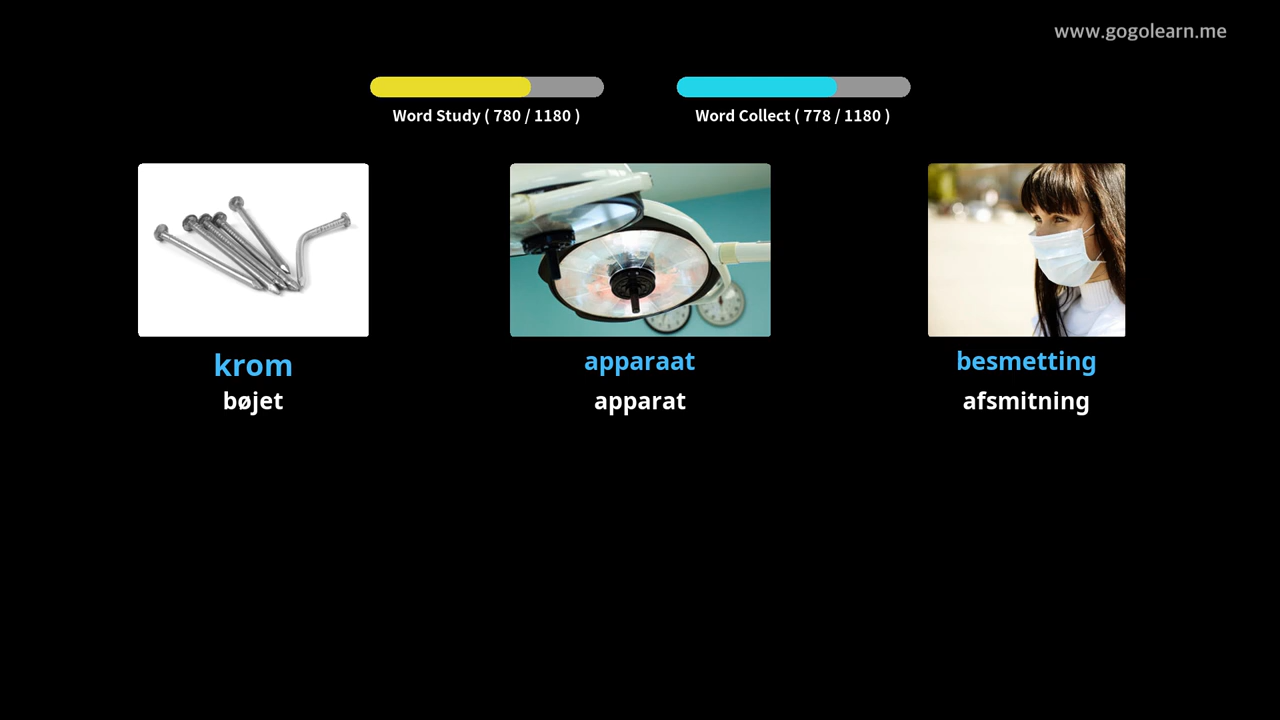 www.gogolearn.me
Word Study ( 780 / 1180 )
Word Collect ( 778 / 1180 )
krom
bøjet
apparaat
apparat
besmetting
afsmitning